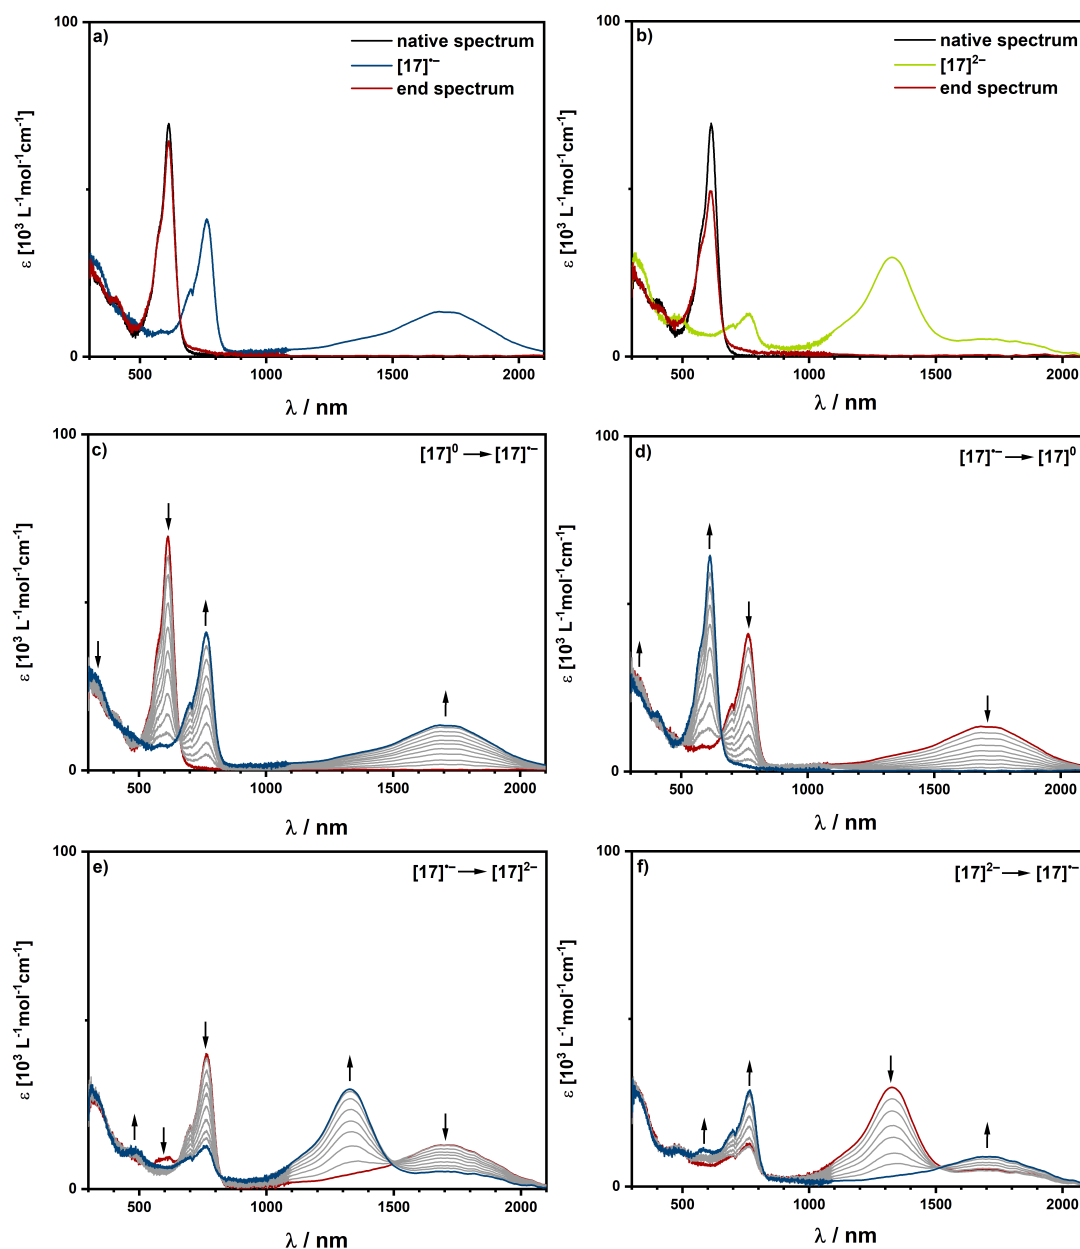 a)
100
native spectrum
[17]•−
end spectrum
ε [10³ L⁻¹mol⁻¹cm⁻¹]
0
500 1000 1500 2000
λ / nm
b)
100
native spectrum
[17]²⁻
end spectrum
ε [10³ L⁻¹mol⁻¹cm⁻¹]
0
500 1000 1500 2000
λ / nm
c)
100
[17]⁰ → [17]•−
ε [10³ L⁻¹mol⁻¹cm⁻¹]
0
500 1000 1500 2000
λ / nm
d)
100
[17]•− → [17]⁰
ε [10³ L⁻¹mol⁻¹cm⁻¹]
0
500 1000 1500 2000
λ / nm
e)
100
[17]•− → [17]²⁻
ε [10³ L⁻¹mol⁻¹cm⁻¹]
0
500 1000 1500 2000
λ / nm
f)
100
[17]²⁻ → [17]•−
ε [10³ L⁻¹mol⁻¹cm⁻¹]
0
500 1000 1500 2000
λ / nm